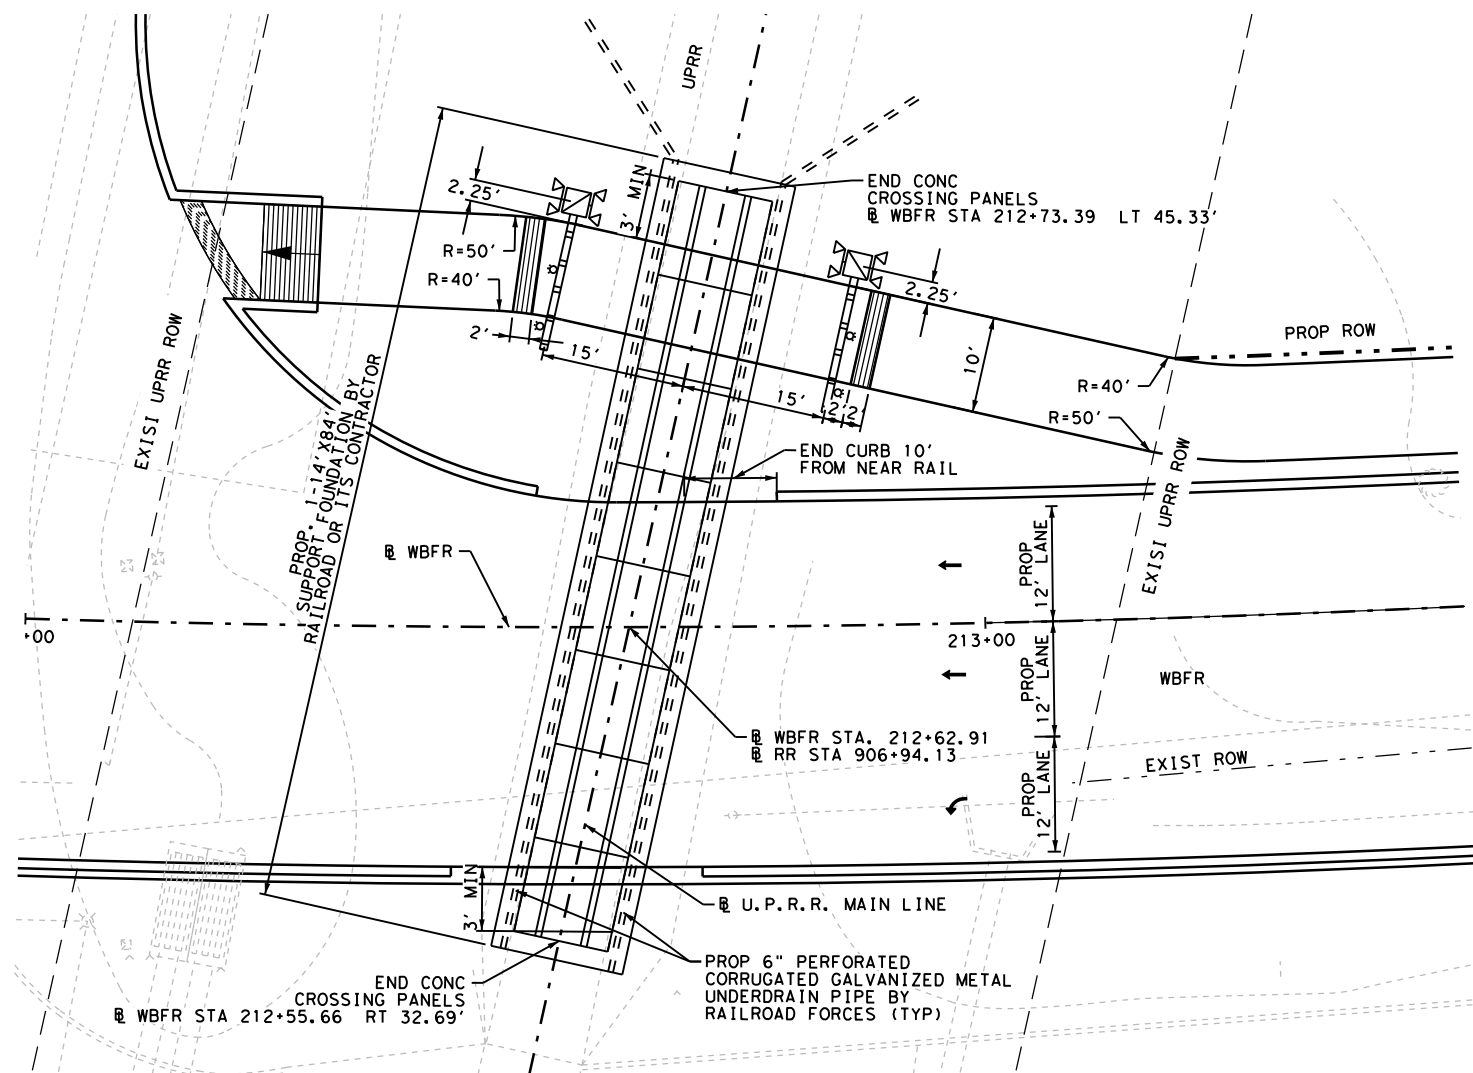 UPRR
END CONC
CROSSING PANELS
℄ WBFR STA 212+73.39 LT 45.33'
2.25'
3' MIN
R=50'
R=40'
2.25'
2'
15'
15'
2'
2'
10'
PROP ROW
R=40'
R=50'
EXISI UPRR ROW
PROP. 1-14'X84'
SUPPORT FOUNDATION BY
RAILROAD OR ITS CONTRACTOR
END CURB 10'
FROM NEAR RAIL
EXISI UPRR ROW
℄ WBFR
PROP
12' LANE
+00
213+00
PROP
12' LANE
WBFR
℄ WBFR STA. 212+62.91
℄ RR STA 906+94.13
EXIST ROW
PROP
12' LANE
3' MIN
℄ U.P.R.R. MAIN LINE
END CONC
CROSSING PANELS
℄ WBFR STA 212+55.66 RT 32.69'
PROP 6" PERFORATED
CORRUGATED GALVANIZED METAL
UNDERDRAIN PIPE BY
RAILROAD FORCES (TYP)